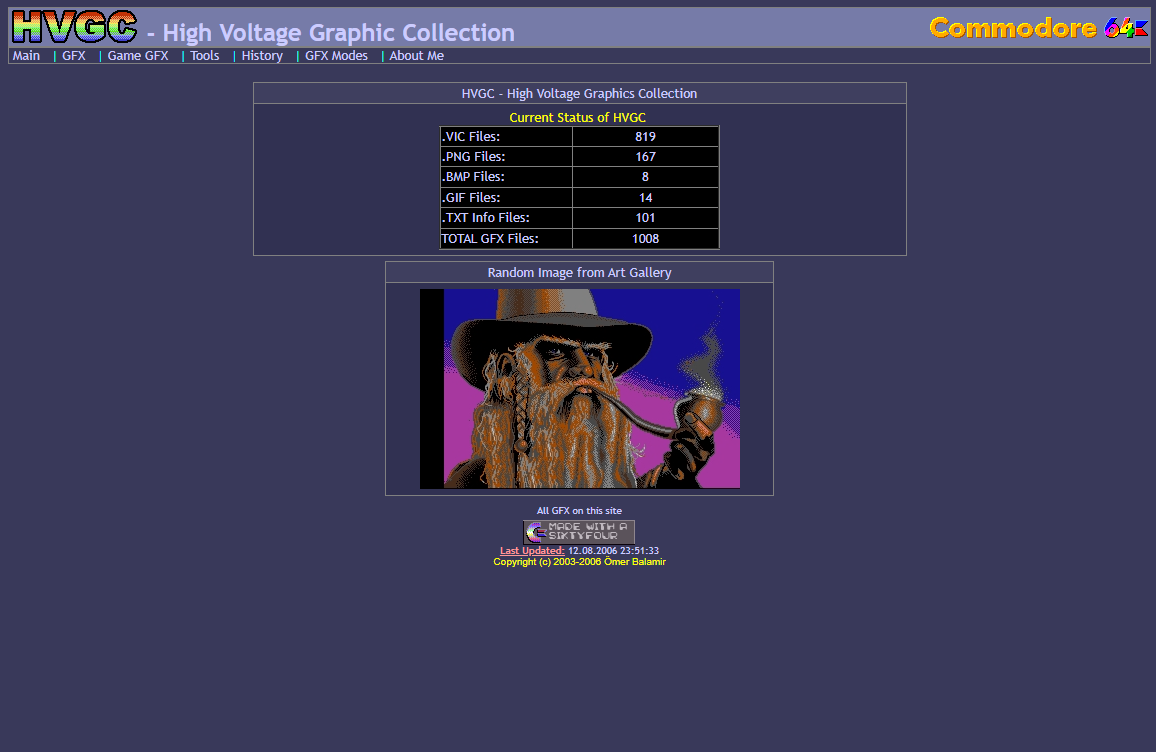 HVGC - High Voltage Graphic Collection
Commodore 64
Main | GFX | Game GFX | Tools | History | GFX Modes | About Me
HVGC - High Voltage Graphics Collection
Current Status of HVGC
.VIC Files: 819
.PNG Files: 167
.BMP Files: 8
.GIF Files: 14
.TXT Info Files: 101
TOTAL GFX Files: 1008
Random Image from Art Gallery
All GFX on this site
MADE WITH A
SIXTYFOUR
Last Updated: 12.08.2006 23:51:33
Copyright (c) 2003-2006 Ömer Balamir